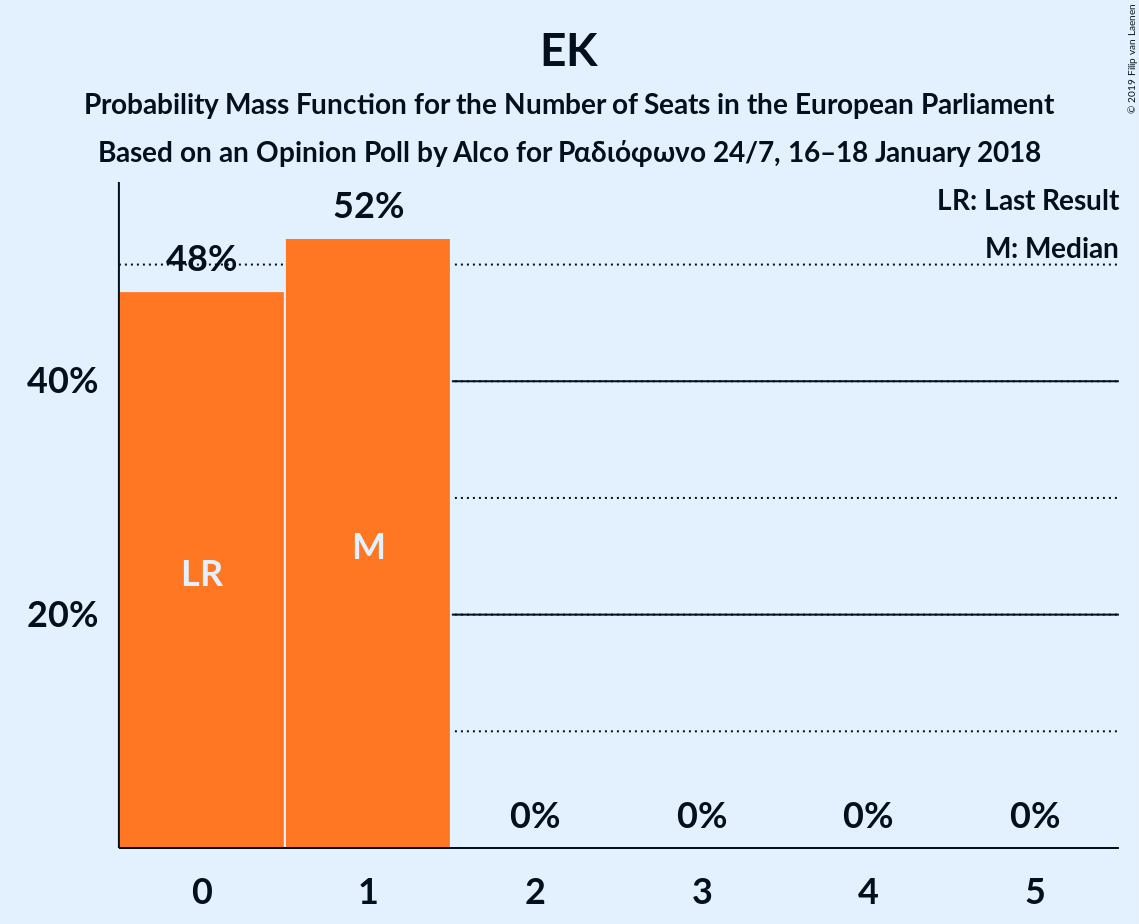 EK
Probability Mass Function for the Number of Seats in the European Parliament
Based on an Opinion Poll by Alco for Ραδιόφωνο 24/7, 16–18 January 2018
© 2019 Filip van Laenen
LR: Last Result
M: Median
52%
48%
40%
20%
LR
M
0%
0%
0%
0%
0
1
2
3
4
5